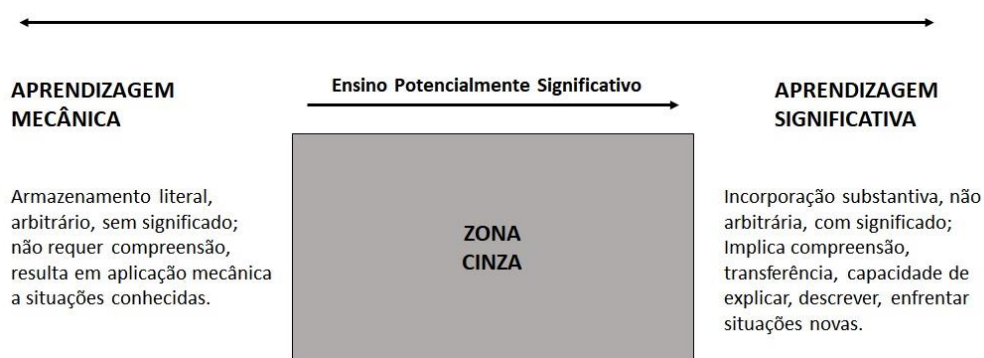 APRENDIZAGEM
MECÂNICA
Ensino Potencialmente Significativo
APRENDIZAGEM
SIGNIFICATIVA
Armazenamento literal,
arbitrário, sem significado;
não requer compreensão,
resulta em aplicação mecânica
a situações conhecidas.
ZONA
CINZA
Incorporação substantiva, não
arbitrária, com significado;
Implica compreensão,
transferência, capacidade de
explicar, descrever, enfrentar
situações novas.